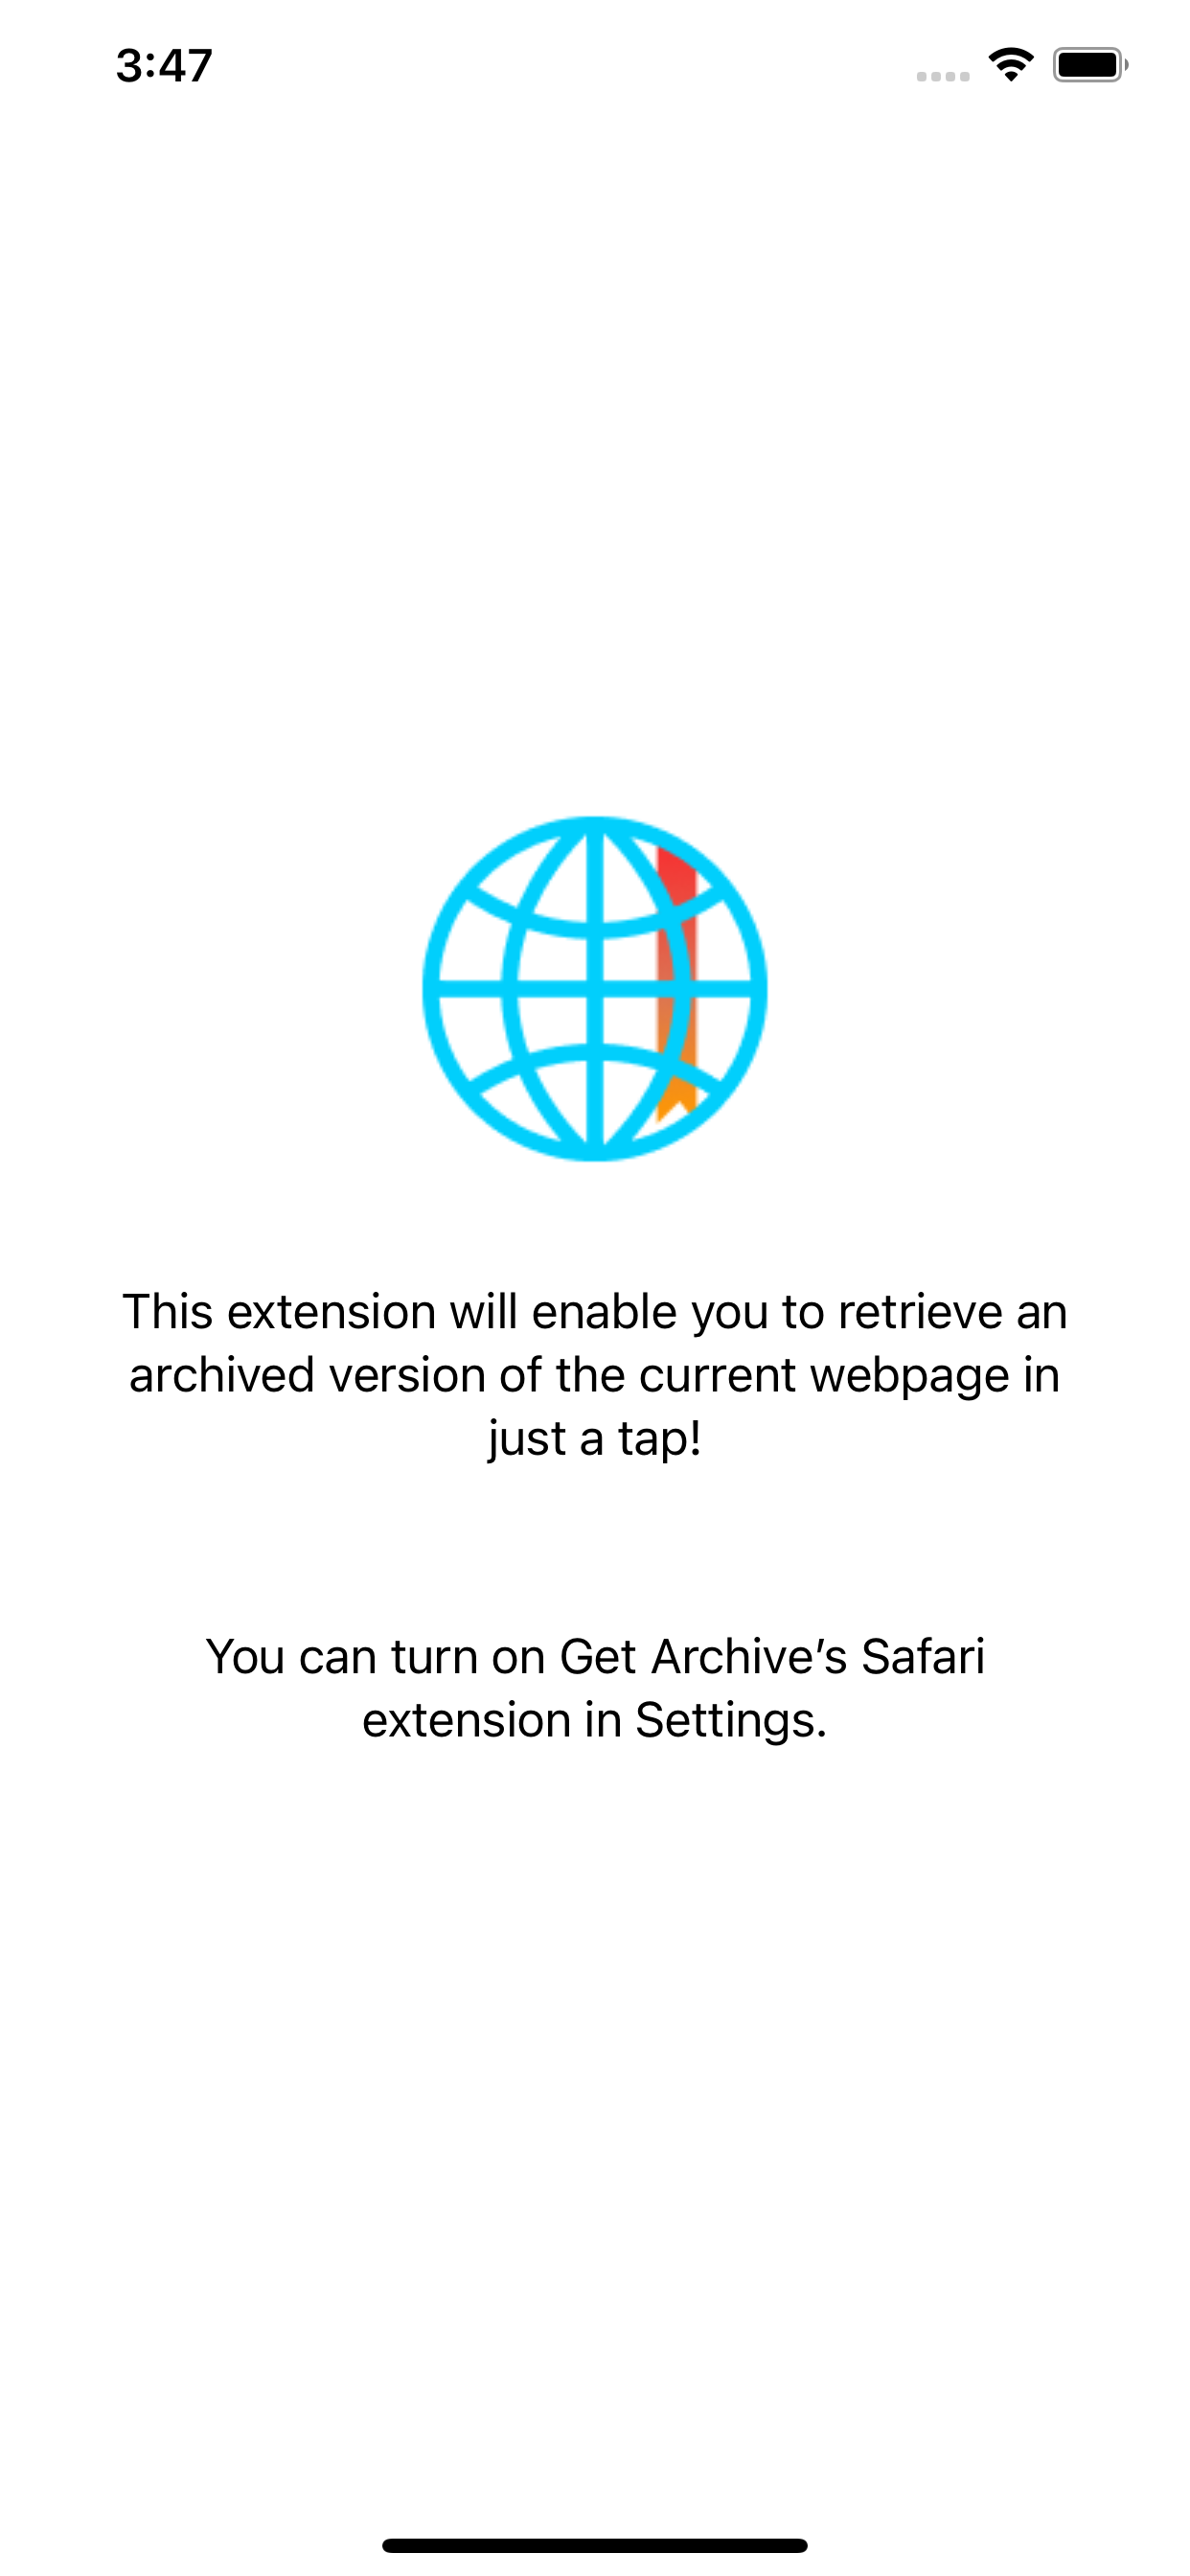 3:47
This extension will enable you to retrieve an
archived version of the current webpage in
just a tap!
You can turn on Get Archive’s Safari
extension in Settings.